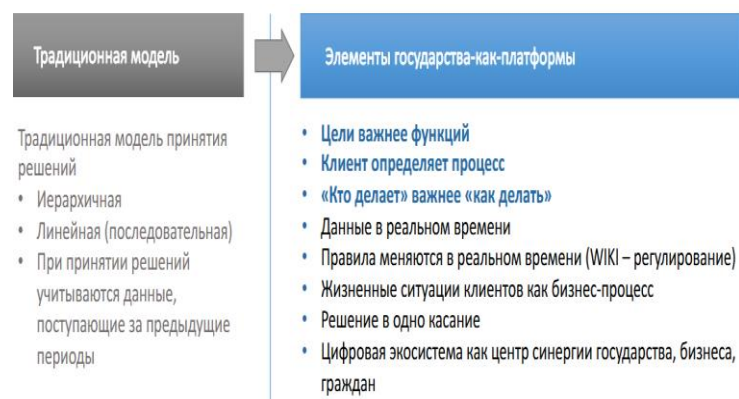 Традиционная модель
Элементы государства-как-платформы
Традиционная модель принятия
решений
• Иерархичная
• Линейная (последовательная)
• При принятии решений
учитываются данные,
поступающие за предыдущие
периоды
• Цели важнее функций
• Клиент определяет процесс
• «Кто делает» важнее «как делать»
• Данные в реальном времени
• Правила меняются в реальном времени (WIKI – регулирование)
• Жизненные ситуации клиентов как бизнес-процесс
• Решение в одно касание
• Цифровая экосистема как центр синергии государства, бизнеса,
граждан